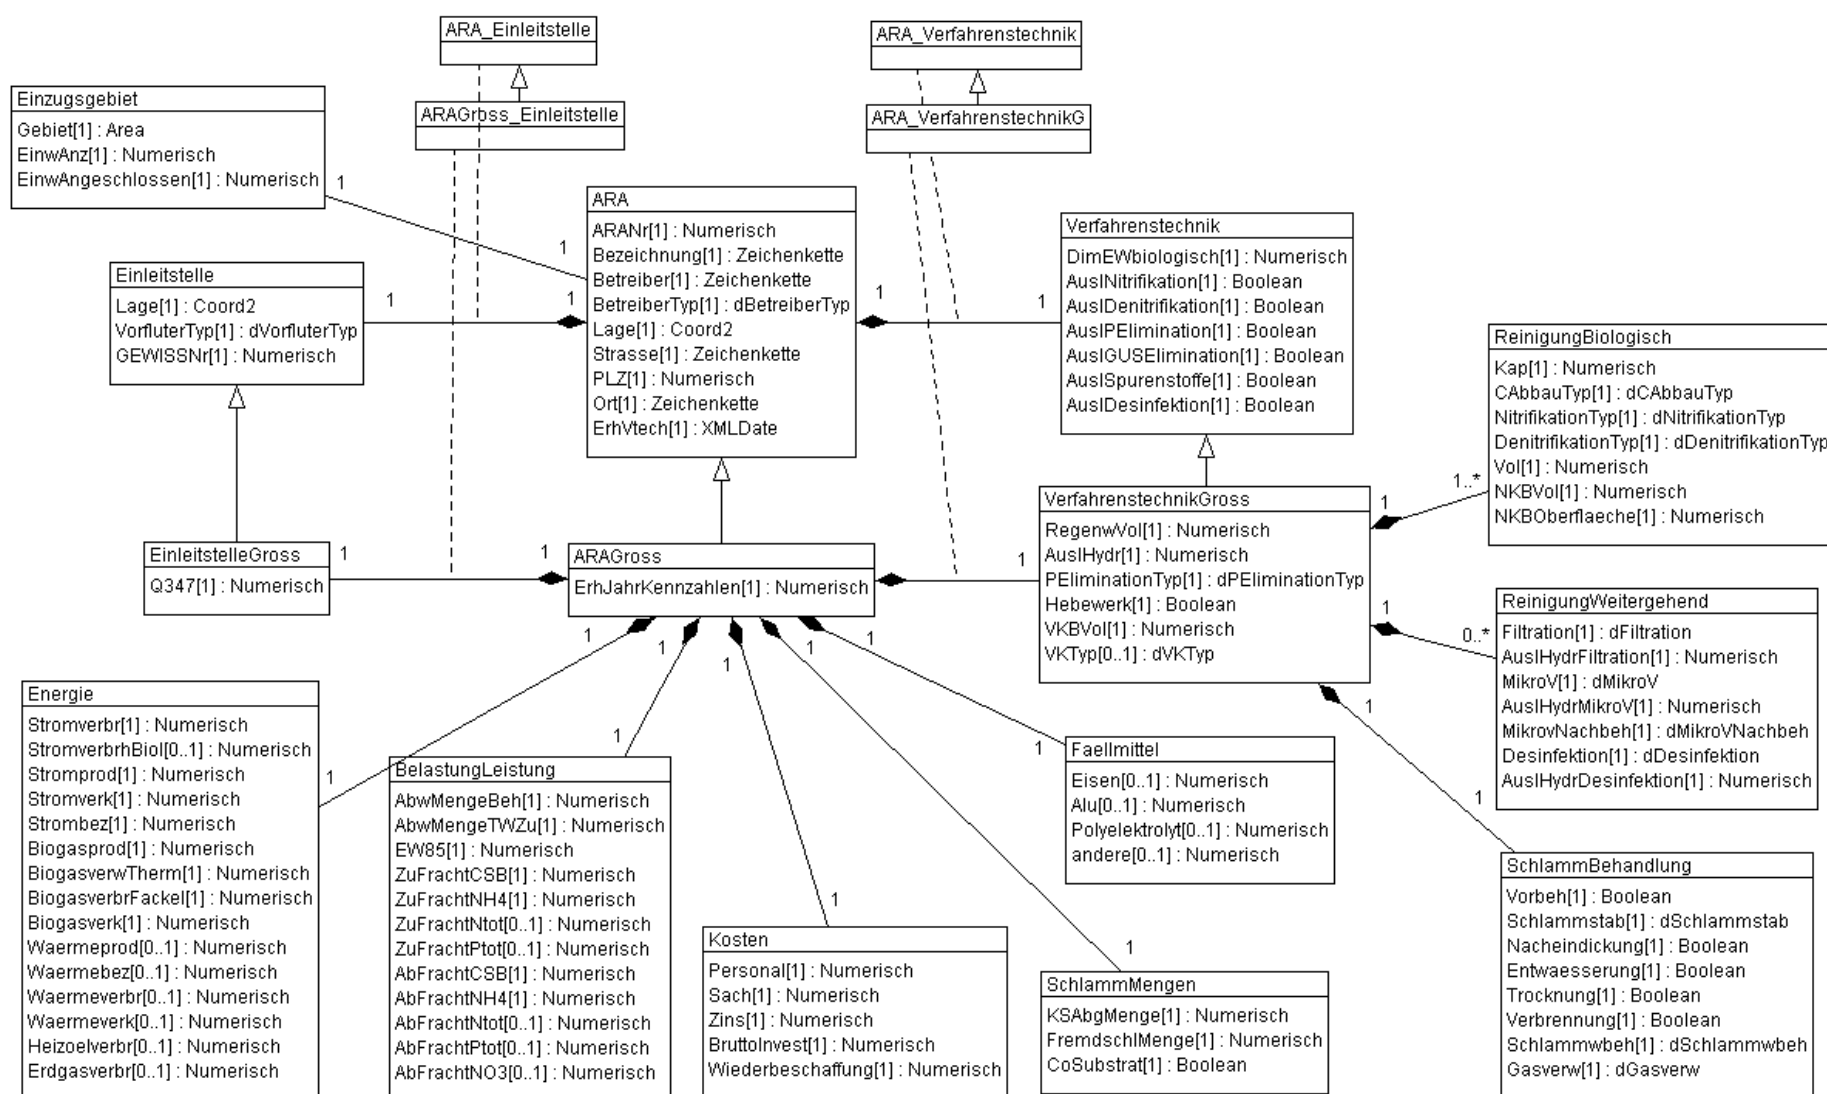 ARA_Einleitstelle
ARAGross_Einleitstelle
ARA_Verfahrenstechnik
ARA_VerfahrenstechnikG
Einzugsgebiet
Gebiet[1] : Area
EinwAnz[1] : Numerisch
EinwAngeschlossen[1] : Numerisch
1
1
ARA
ARANr[1] : Numerisch
Bezeichnung[1] : Zeichenkette
Betreiber[1] : Zeichenkette
BetreiberTyp[1] : dBetreiberTyp
Lage[1] : Coord2
Strasse[1] : Zeichenkette
PLZ[1] : Numerisch
Ort[1] : Zeichenkette
ErhVtech[1] : XMLDate
Einleitstelle
Lage[1] : Coord2
VorfluterTyp[1] : dVorfluterTyp
GEWISSNr[1] : Numerisch
1
1
1
1
Verfahrenstechnik
DimEWbiologisch[1] : Numerisch
AuslNitrifikation[1] : Boolean
AuslDenitrifikation[1] : Boolean
AuslPElimination[1] : Boolean
AuslGUSElimination[1] : Boolean
AuslSpurenstoffe[1] : Boolean
AuslDesinfektion[1] : Boolean
ReinigungBiologisch
Kap[1] : Numerisch
CAbbauTyp[1] : dCAbbauTyp
NitrifikationTyp[1] : dNitrifikationTyp
DenitrifikationTyp[1] : dDenitrifikationTyp
Vol[1] : Numerisch
NKBVol[1] : Numerisch
NKBOberflaeche[1] : Numerisch
1
1..*
VerfahrenstechnikGross
RegenwVol[1] : Numerisch
AuslHydr[1] : Numerisch
PEliminationTyp[1] : dPEliminationTyp
Hebewerk[1] : Boolean
VKBVol[1] : Numerisch
VKTyp[0..1] : dVKTyp
EinleitstelleGross
Q347[1] : Numerisch
1
1
ARAGross
ErhJahrKennzahlen[1] : Numerisch
1
1
1
0..*
ReinigungWeitergehend
Filtration[1] : dFiltration
AuslHydrFiltration[1] : Numerisch
MikroV[1] : dMikroV
AuslHydrMikroV[1] : Numerisch
MikrovNachbeh[1] : dMikroVNachbeh
Desinfektion[1] : dDesinfektion
AuslHydrDesinfektion[1] : Numerisch
1
1
1
1
1
1
1
1
1
1
1
1
Energie
Stromverbr[1] : Numerisch
StromverbrhBiol[0..1] : Numerisch
Stromprod[1] : Numerisch
Stromverk[1] : Numerisch
Strombez[1] : Numerisch
Biogasprod[1] : Numerisch
BiogasverwTherm[1] : Numerisch
BiogasverbrFackel[1] : Numerisch
Biogasverk[1] : Numerisch
Waermeprod[0..1] : Numerisch
Waermebez[0..1] : Numerisch
Waermeverbr[0..1] : Numerisch
Waermeverk[0..1] : Numerisch
Heizoelverbr[0..1] : Numerisch
Erdgasverbr[0..1] : Numerisch
BelastungLeistung
AbwMengeBeh[1] : Numerisch
AbwMengeTWZu[1] : Numerisch
EW85[1] : Numerisch
ZuFrachtCSB[1] : Numerisch
ZuFrachtNH4[1] : Numerisch
ZuFrachtNtot[0..1] : Numerisch
ZuFrachtPtot[0..1] : Numerisch
AbFrachtCSB[1] : Numerisch
AbFrachtNH4[1] : Numerisch
AbFrachtNtot[0..1] : Numerisch
AbFrachtPtot[0..1] : Numerisch
AbFrachtNO3[0..1] : Numerisch
Kosten
Personal[1] : Numerisch
Sach[1] : Numerisch
Zins[1] : Numerisch
BruttoInvest[1] : Numerisch
Wiederbeschaffung[1] : Numerisch
Faellmittel
Eisen[0..1] : Numerisch
Alu[0..1] : Numerisch
Polyelektrolyt[0..1] : Numerisch
andere[0..1] : Numerisch
SchlammMengen
KSAbgMenge[1] : Numerisch
FremdschlMenge[1] : Numerisch
CoSubstrat[1] : Boolean
SchlammBehandlung
Vorbeh[1] : Boolean
Schlammstab[1] : dSchlammstab
Nacheindickung[1] : Boolean
Entwaesserung[1] : Boolean
Trocknung[1] : Boolean
Verbrennung[1] : Boolean
Schlammwbeh[1] : dSchlammwbeh
Gasverw[1] : dGasverw